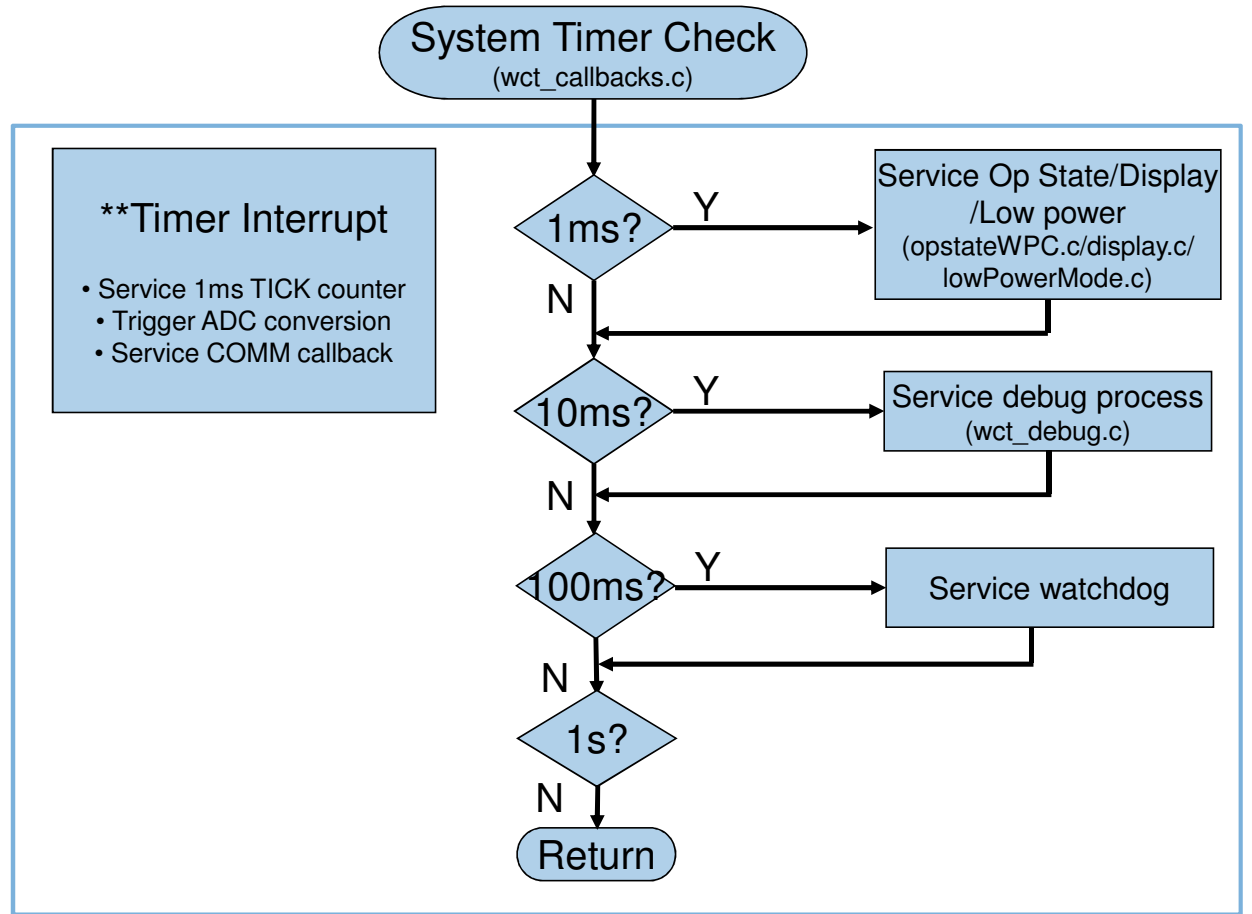 System Timer Check
(wct_callbacks.c)
**Timer Interrupt
• Service 1ms TICK counter
• Trigger ADC conversion
• Service COMM callback
1ms?
Y
Service Op State/Display
/Low power
(opstateWPC.c/display.c/
lowPowerMode.c)
N
10ms?
Y
Service debug process
(wct_debug.c)
N
100ms?
Y
Service watchdog
N
1s?
N
Return